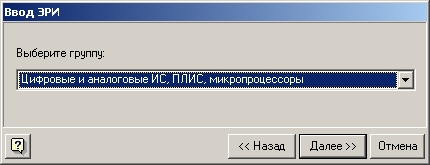 Ввод ЭРИ
Выберите группу:
Цифровые и аналоговые ИС, ПЛИС, микропроцессоры
?
<< Назад
Далее >>
Отмена